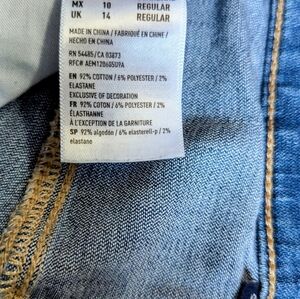 MX 10 REGULAR
UK 14 REGULAR
MADE IN CHINA / FABRIQUÉ EN CHINE /
HECHO EN CHINA
RN 54485/CA 03873
RFC# AEM120605U9A
EN 92% COTTON / 6% POLYESTER / 2%
ELASTANE
EXCLUSIVE OF DECORATION
FR 92% COTON / 6% POLYESTER / 2%
ÉLASTHANNE
À L'EXCEPTION DE LA GARNITURE
SP 92% algodón / 6% elasterell-p / 2%
elastano